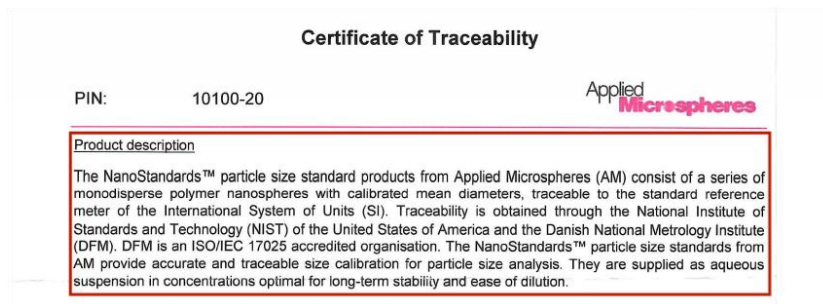 Certificate of Traceability
PIN: 10100-20
Applied
Microspheres
Product description
The NanoStandards™ particle size standard products from Applied Microspheres (AM) consist of a series of
monodisperse polymer nanospheres with calibrated mean diameters, traceable to the standard reference
meter of the International System of Units (SI). Traceability is obtained through the National Institute of
Standards and Technology (NIST) of the United States of America and the Danish National Metrology Institute
(DFM). DFM is an ISO/IEC 17025 accredited organisation. The NanoStandards™ particle size standards from
AM provide accurate and traceable size calibration for particle size analysis. They are supplied as aqueous
suspension in concentrations optimal for long-term stability and ease of dilution.